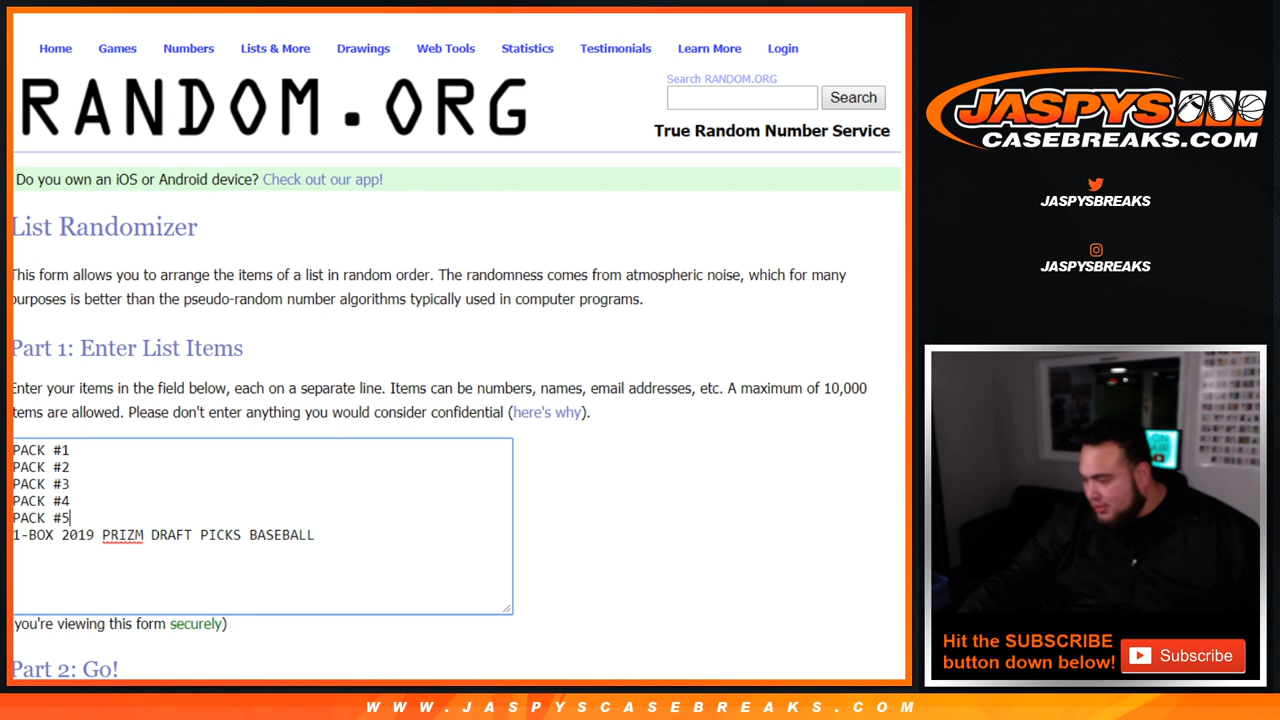 Home Games Numbers Lists & More Drawings Web Tools Statistics Testimonials Learn More Login
RANDOM.ORG
Search RANDOM.ORG
Search
True Random Number Service
Do you own an iOS or Android device? Check out our app!
List Randomizer
This form allows you to arrange the items of a list in random order. The randomness comes from atmospheric noise, which for many
purposes is better than the pseudo-random number algorithms typically used in computer programs.
Part 1: Enter List Items
Enter your items in the field below, each on a separate line. Items can be numbers, names, email addresses, etc. A maximum of 10,000
items are allowed. Please don't enter anything you would consider confidential (here's why).
PACK #1
PACK #2
PACK #3
PACK #4
PACK #5
1-BOX 2019 PRIZM DRAFT PICKS BASEBALL
you're viewing this form securely)
Part 2: Go!
JASPYS
CASEBREAKS.COM
JASPYSBREAKS
JASPYSBREAKS
Hit the SUBSCRIBE
button down below!
Subscribe
WWW.JASPYSCASEBREAKS.COM